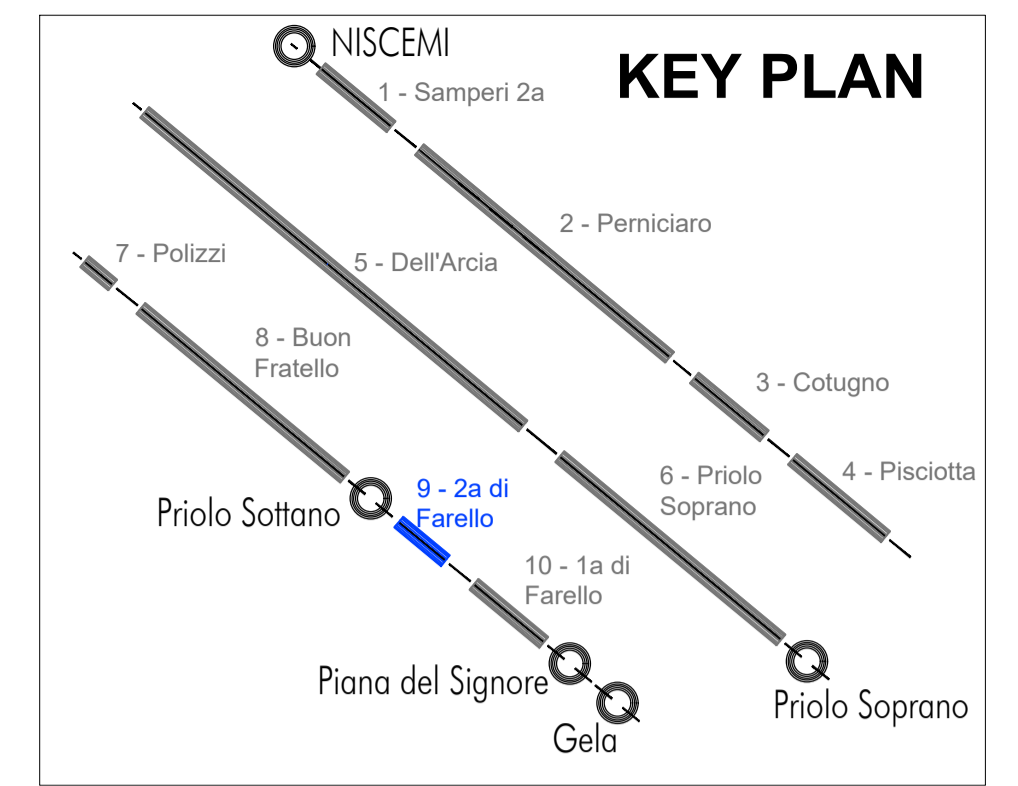 NISCEMI
KEY PLAN
1 - Samperi 2a
2 - Perniciaro
7 - Polizzi
5 - Dell'Arcia
8 - Buon
Fratello
3 - Cotugno
4 - Pisciotta
6 - Priolo
Soprano
9 - 2a di
Farello
Priolo Sottano
10 - 1a di
Farello
Piana del Signore
Priolo Soprano
Gela